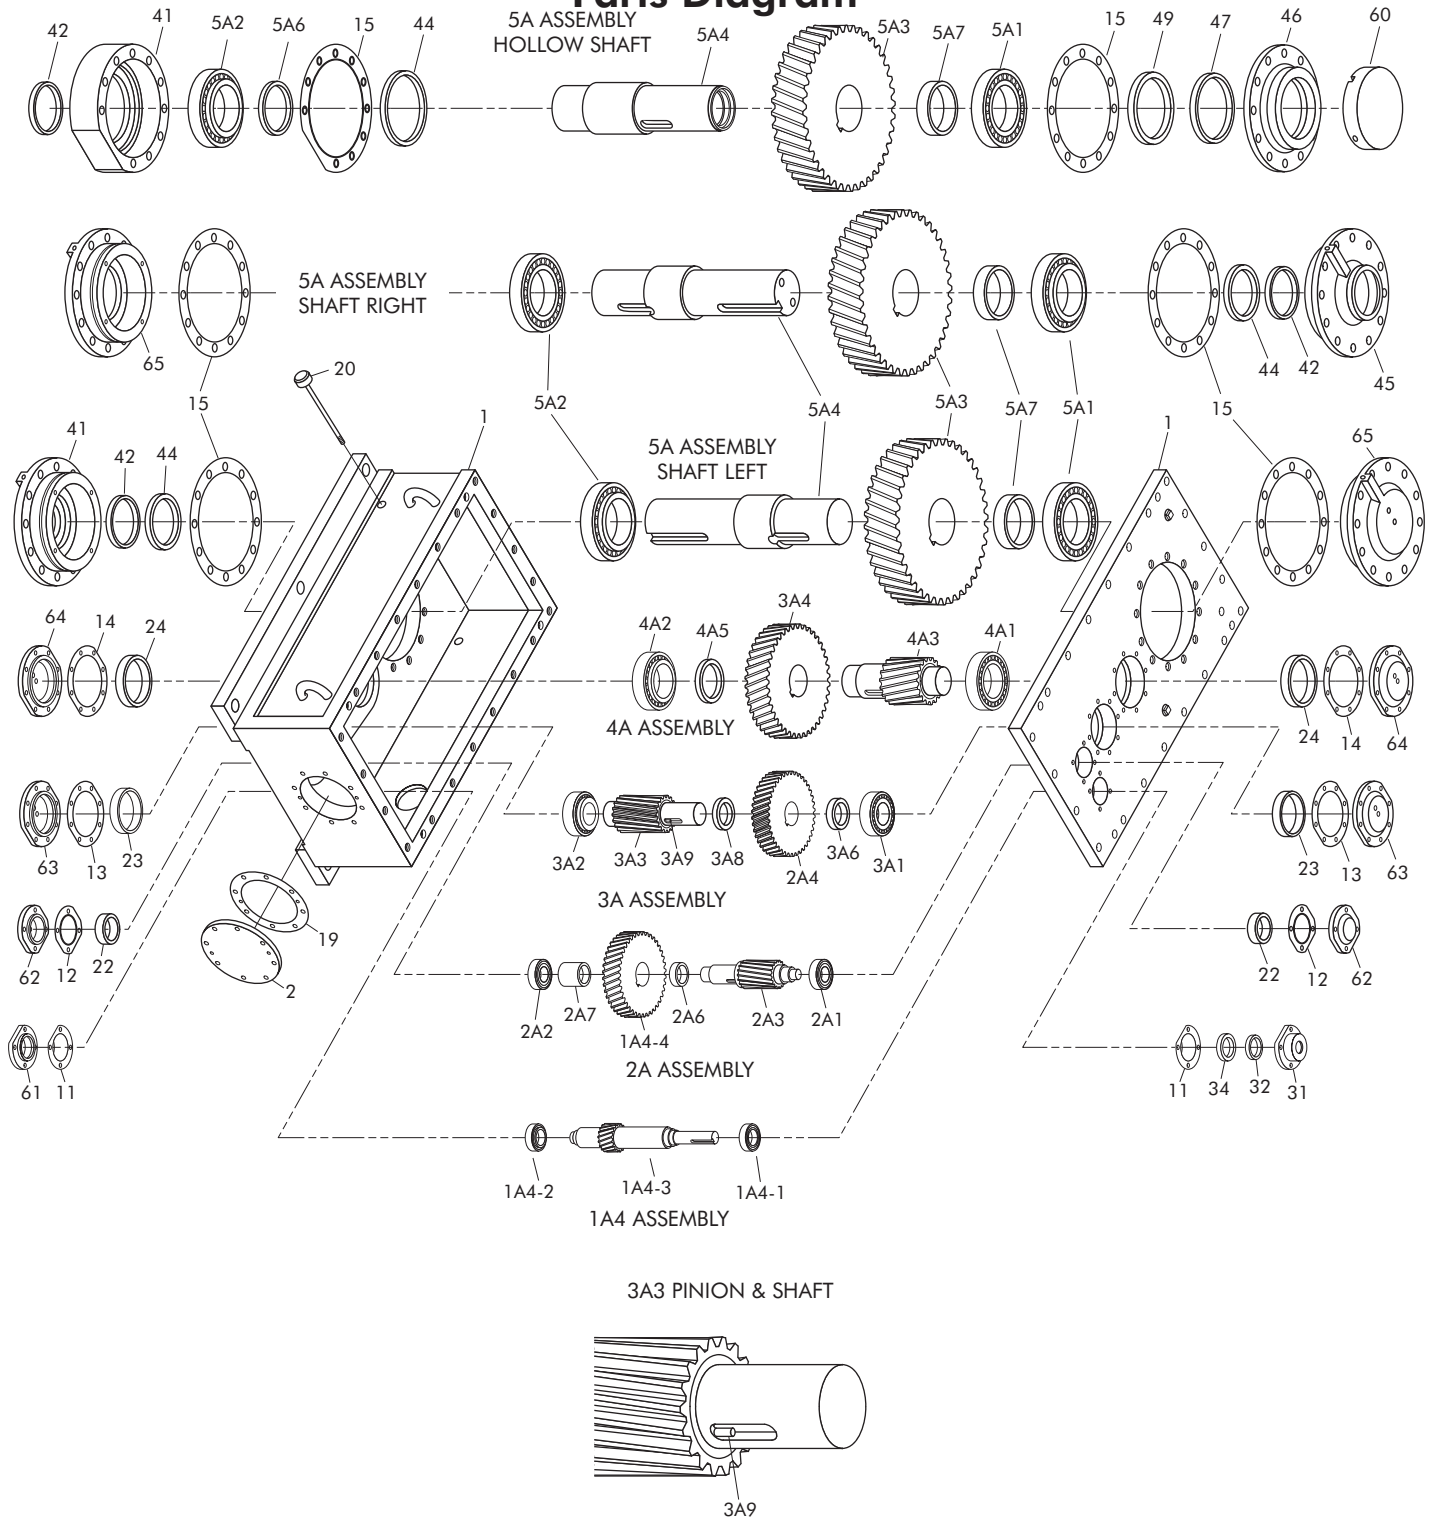 Parts Diagram
42 41 5A2 5A6 15 44
5A ASSEMBLY
HOLLOW SHAFT
5A4 5A3 5A7 5A1 15 49 47 46 60
5A ASSEMBLY
SHAFT RIGHT
65 44 42 45
20
15 5A2 5A4 5A3 5A7 5A1 15
41 42 44 1
5A ASSEMBLY
SHAFT LEFT
1 65
64 14 24 4A2 4A5 3A4 4A3 4A1
4A ASSEMBLY
24 14 64
63 13 23 3A2 3A3 3A9 3A8 2A4 3A6 3A1 23 13 63
3A ASSEMBLY
62 12 22 19 2 22 12 62
2A2 2A7 1A4-4 2A6 2A3 2A1
2A ASSEMBLY
61 11 11 34 32 31
1A4-2 1A4-3 1A4-1
1A4 ASSEMBLY
3A3 PINION & SHAFT
3A9